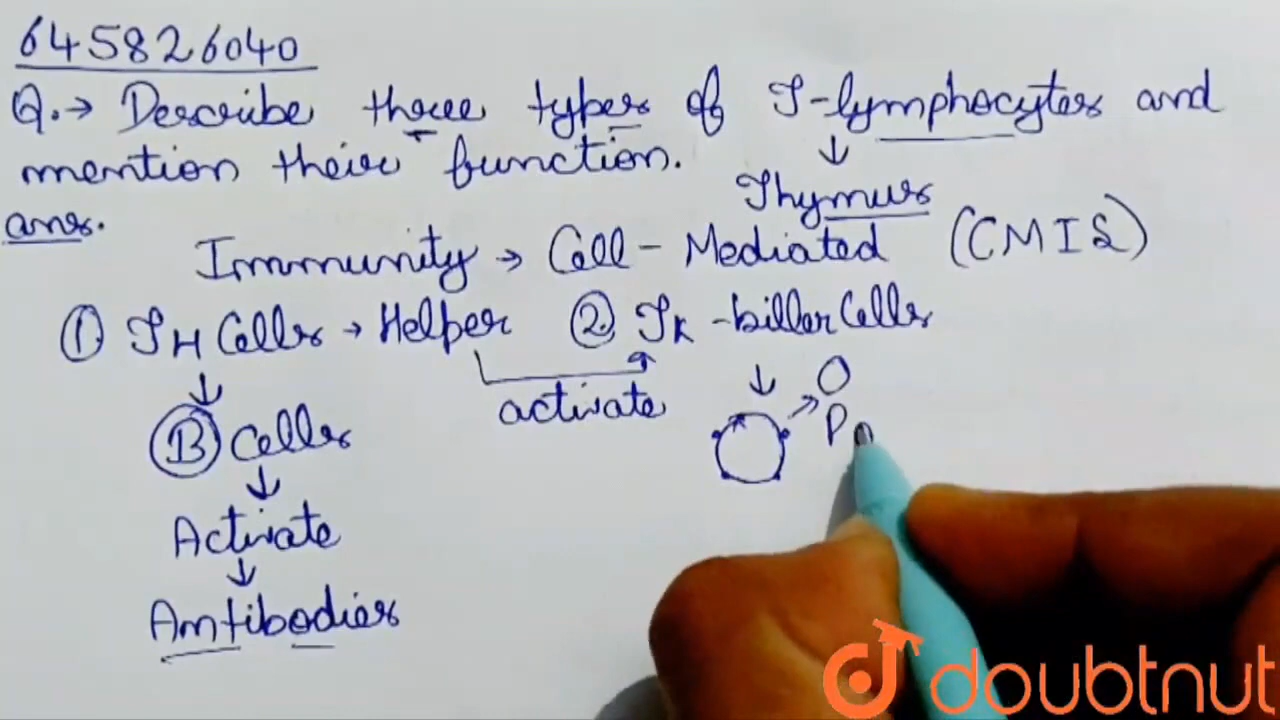 645826040
Q.→ Describe three types of T-lymphocytes and
↓
mention their function.
Thymus
ans.
Immunity → Cell-Mediated (CMIS)
① TH Cells → Helper ② TK -killer Cells
↓
activate
↓
O
P
B Cells
↓
Activate
↓
Antibodies
doubtnut